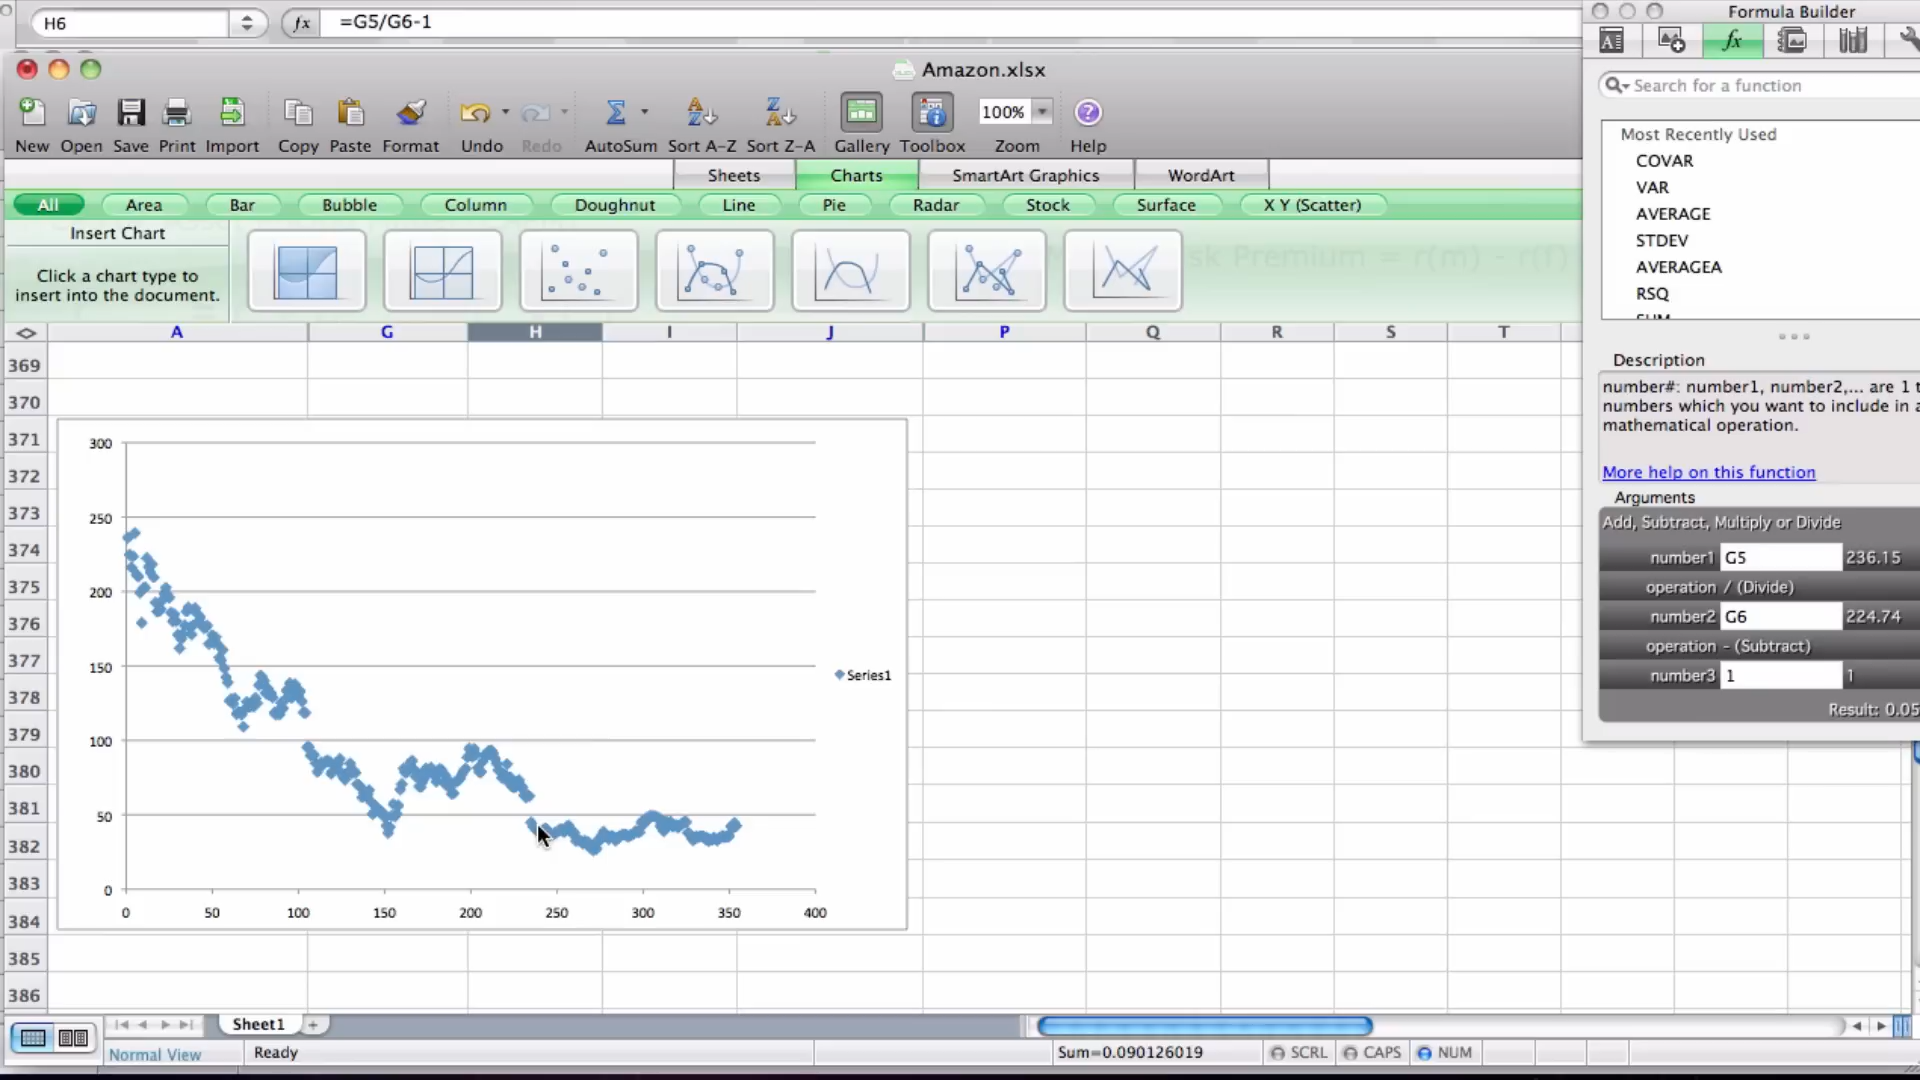 H6
fx
=G5/G6-1
Formula Builder
Amazon.xlsx
fx
Search for a function
New Open Save Print Import Copy Paste Format Undo Redo AutoSum Sort A-Z Sort Z-A Gallery Toolbox 100% Zoom Help
Sheets Charts SmartArt Graphics WordArt
All Area Bar Bubble Column Doughnut Line Pie Radar Stock Surface X Y (Scatter)
Insert Chart
Click a chart type to
insert into the document.
sk Premium = r(m) - r(f)
Most Recently Used
COVAR
VAR
AVERAGE
STDEV
AVERAGEA
RSQ
SUM
A G H I J P Q R S T
369
370
371
372
373
374
375
376
377
378
379
380
381
382
383
384
385
386
300
250
200
150
100
50
0
0 50 100 150 200 250 300 350 400
Series1
Description
number#: number1, number2,... are 1 t
numbers which you want to include in a
mathematical operation.
More help on this function
Arguments
Add, Subtract, Multiply or Divide
number1 G5 236.15
operation / (Divide)
number2 G6 224.74
operation - (Subtract)
number3 1 1
Result: 0.05
Sheet1
Normal View
Ready
Sum=0.090126019
SCRL CAPS NUM